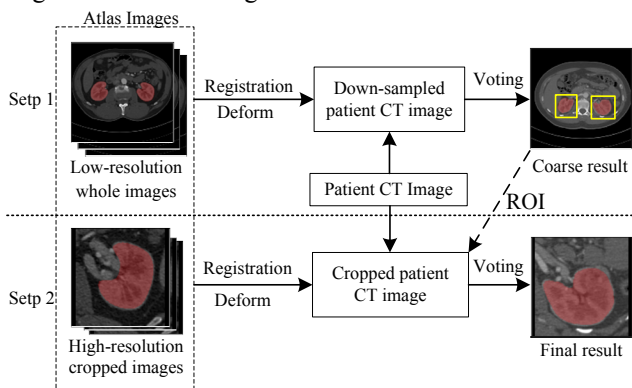 Atlas Images
Setp 1
Low-resolution
whole images
Registration
Deform
Down-sampled
patient CT image
Voting
Coarse result
Patient CT Image
ROI
Setp 2
High-resolution
cropped images
Registration
Deform
Cropped patient
CT image
Voting
Final result